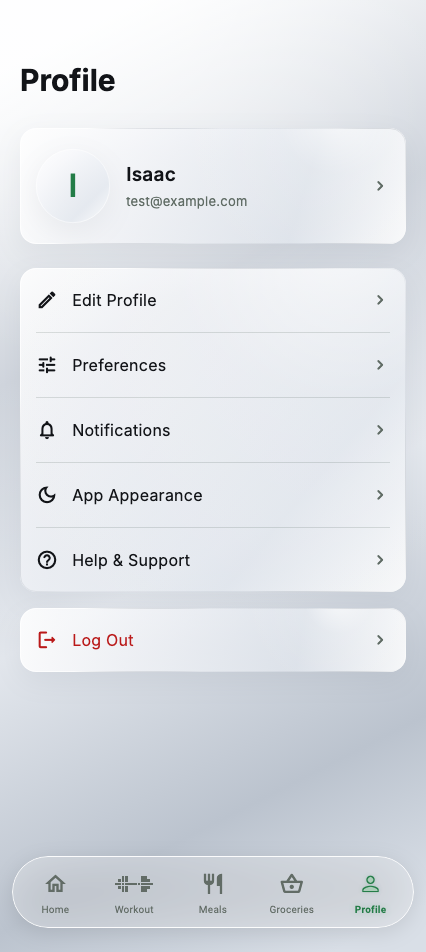 Profile
I
Isaac
test@example.com
Edit Profile
Preferences
Notifications
App Appearance
Help & Support
Log Out
Home
Workout
Meals
Groceries
Profile